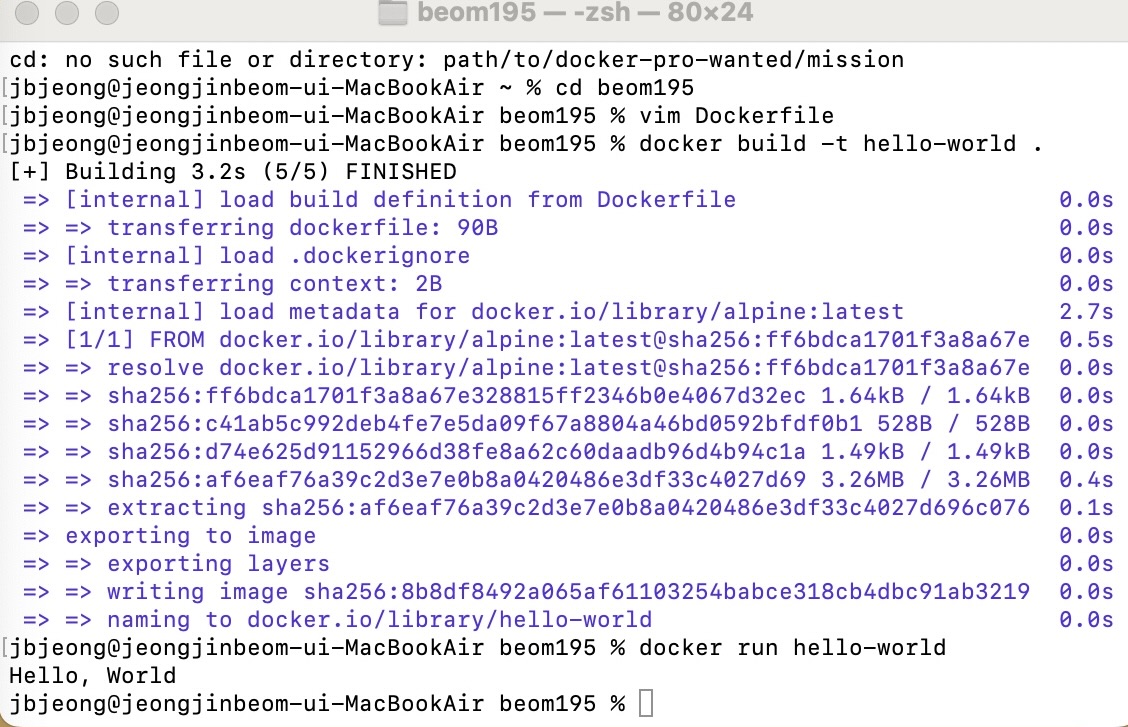 beom195 — -zsh — 80×24
cd: no such file or directory: path/to/docker-pro-wanted/mission
[jbjeong@jeongjinbeom-ui-MacBookAir ~ % cd beom195
[jbjeong@jeongjinbeom-ui-MacBookAir beom195 % vim Dockerfile
[jbjeong@jeongjinbeom-ui-MacBookAir beom195 % docker build -t hello-world .
[+] Building 3.2s (5/5) FINISHED
 => [internal] load build definition from Dockerfile 0.0s
 => => transferring dockerfile: 90B 0.0s
 => [internal] load .dockerignore 0.0s
 => => transferring context: 2B 0.0s
 => [internal] load metadata for docker.io/library/alpine:latest 2.7s
 => [1/1] FROM docker.io/library/alpine:latest@sha256:ff6bdca1701f3a8a67e 0.5s
 => => resolve docker.io/library/alpine:latest@sha256:ff6bdca1701f3a8a67e 0.0s
 => => sha256:ff6bdca1701f3a8a67e328815ff2346b0e4067d32ec 1.64kB / 1.64kB 0.0s
 => => sha256:c41ab5c992deb4fe7e5da09f67a8804a46bd0592bfdf0b1 528B / 528B 0.0s
 => => sha256:d74e625d91152966d38fe8a62c60daadb96d4b94c1a 1.49kB / 1.49kB 0.0s
 => => sha256:af6eaf76a39c2d3e7e0b8a0420486e3df33c4027d69 3.26MB / 3.26MB 0.4s
 => => extracting sha256:af6eaf76a39c2d3e7e0b8a0420486e3df33c4027d696c076 0.1s
 => exporting to image 0.0s
 => => exporting layers 0.0s
 => => writing image sha256:8b8df8492a065af61103254babce318cb4dbc91ab3219 0.0s
 => => naming to docker.io/library/hello-world 0.0s
[jbjeong@jeongjinbeom-ui-MacBookAir beom195 % docker run hello-world
Hello, World
jbjeong@jeongjinbeom-ui-MacBookAir beom195 %